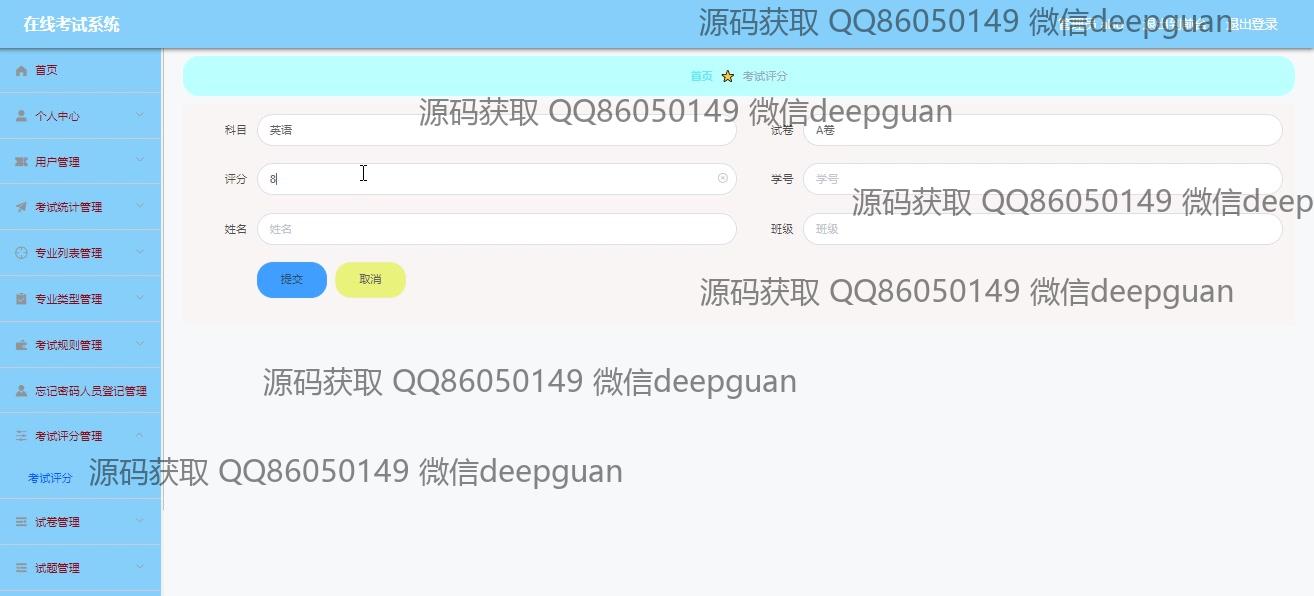 在线考试系统
退出登录
源码获取 QQ86050149 微信deepguan
首页
个人中心
用户管理
考试统计管理
专业列表管理
专业类型管理
考试规则管理
忘记密码人员登记管理
考试评分管理
考试评分
试卷管理
试题管理
首页 考试评分
源码获取 QQ86050149 微信deepguan
科目 英语 试卷 A卷
评分 8 学号 学号
源码获取 QQ86050149 微信deep
姓名 姓名 班级 班级
提交 取消
源码获取 QQ86050149 微信deepguan
源码获取 QQ86050149 微信deepguan
源码获取 QQ86050149 微信deepguan